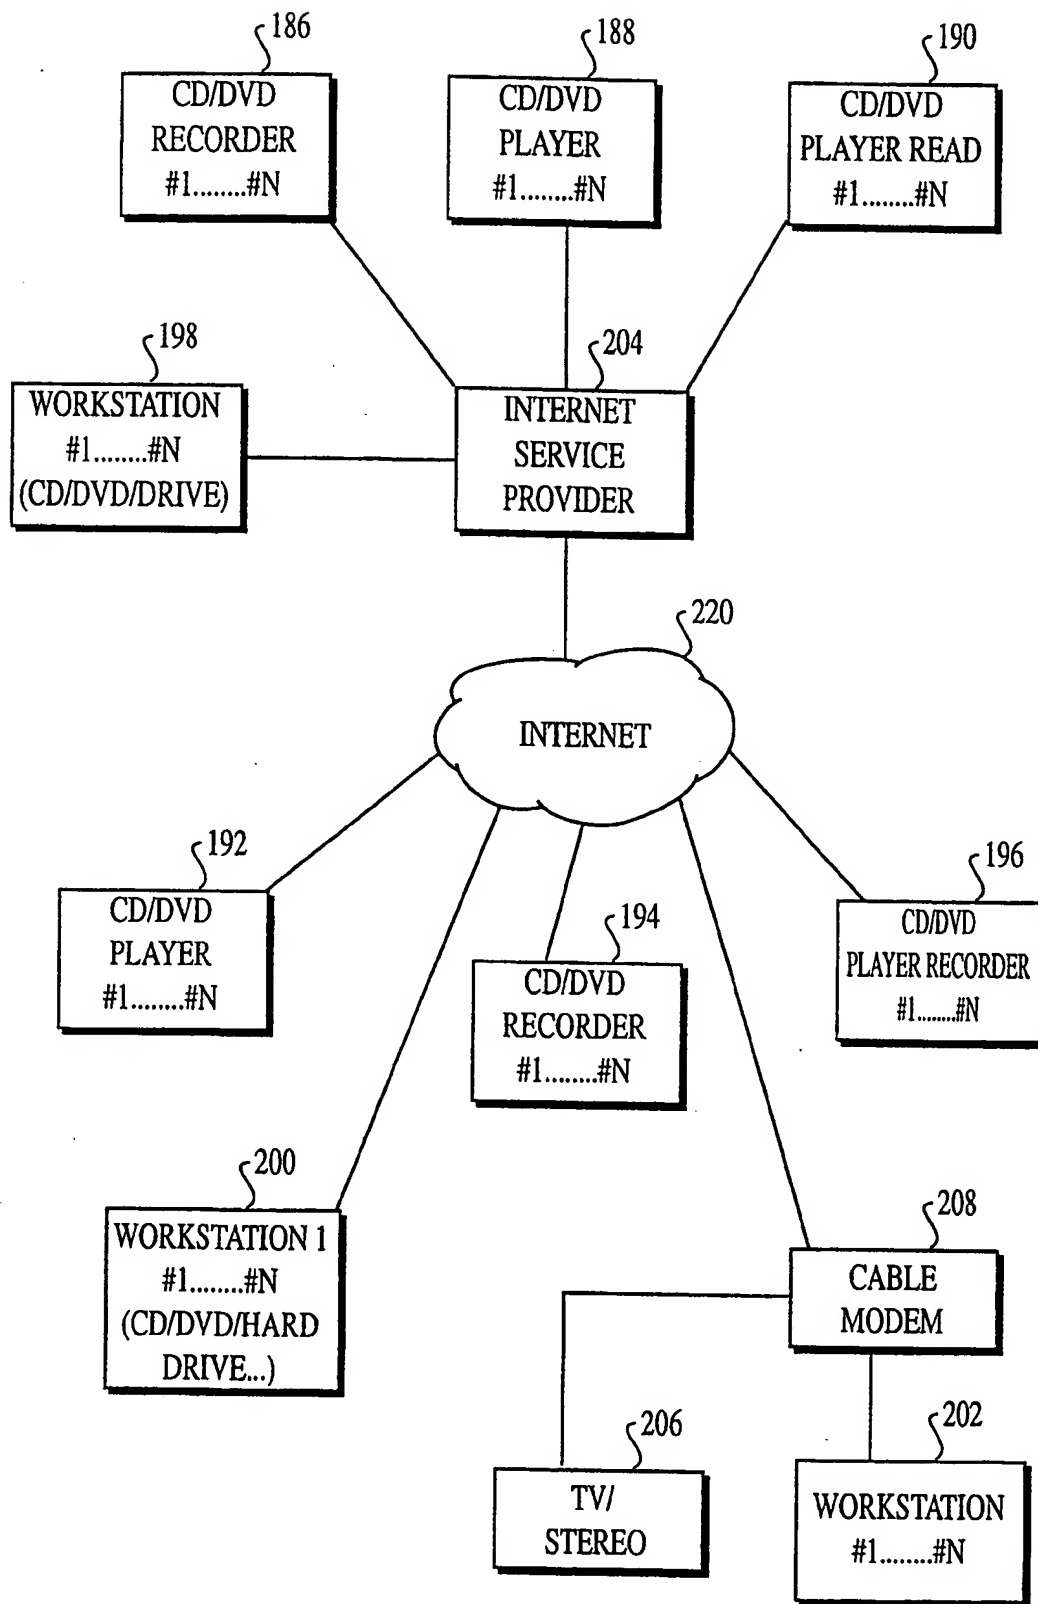 186
CD/DVD
RECORDER
#1........#N
188
CD/DVD
PLAYER
#1........#N
190
CD/DVD
PLAYER READ
#1........#N
198
WORKSTATION
#1........#N
(CD/DVD/DRIVE)
204
INTERNET
SERVICE
PROVIDER
220
INTERNET
192
CD/DVD
PLAYER
#1........#N
194
CD/DVD
RECORDER
#1........#N
196
CD/DVD
PLAYER RECORDER
#1........#N
200
WORKSTATION 1
#1........#N
(CD/DVD/HARD
DRIVE...)
208
CABLE
MODEM
206
TV/
STEREO
202
WORKSTATION
#1........#N